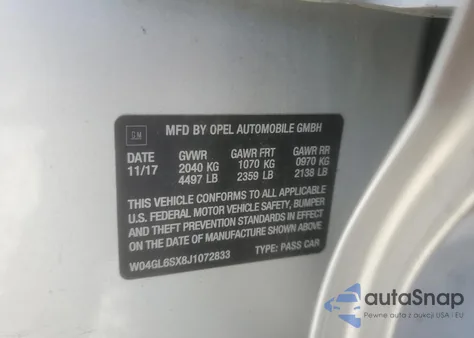 GM
MFD BY OPEL AUTOMOBILE GMBH
DATE GVWR GAWR FRT GAWR RR
11/17 2040 KG 1070 KG 0970 KG
4497 LB 2359 LB 2138 LB
THIS VEHICLE CONFORMS TO ALL APPLICABLE
U.S. FEDERAL MOTOR VEHICLE SAFETY, BUMPER
AND THEFT PREVENTION STANDARDS IN EFFECT
ON THE DATE OF MANUFACTURE SHOWN ABOVE
W04GL6SX8J1072833 TYPE: PASS CAR
autoSnap
Pewne auta z aukcji USA i EU